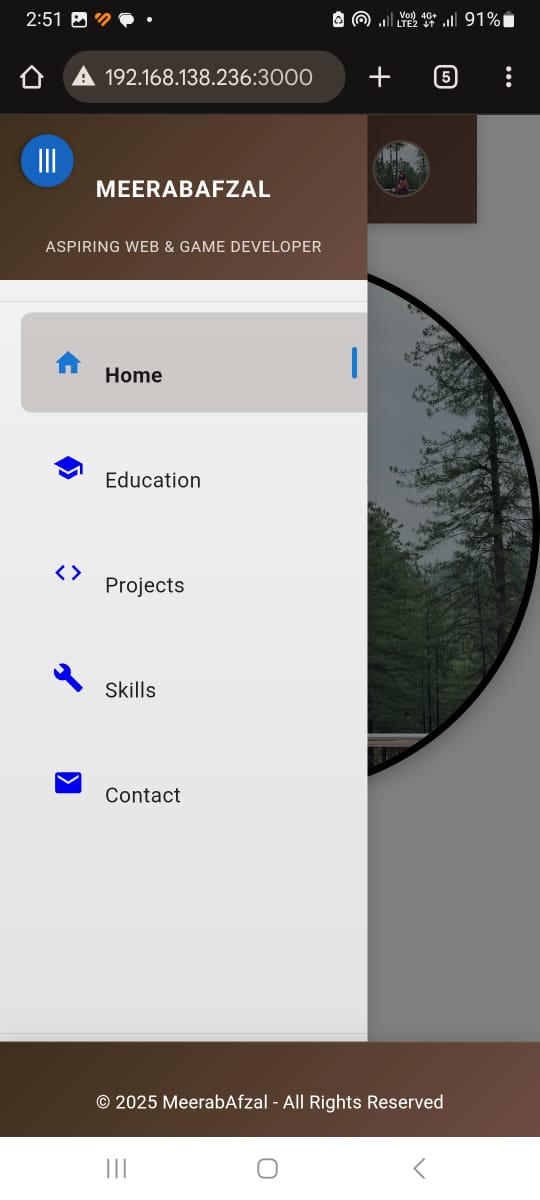 2:51
Vo)) 4G+
LTE2
91%
192.168.138.236:3000
5
MEERABAFZAL
ASPIRING WEB & GAME DEVELOPER
Home
Education
Projects
Skills
Contact
© 2025 MeerabAfzal - All Rights Reserved